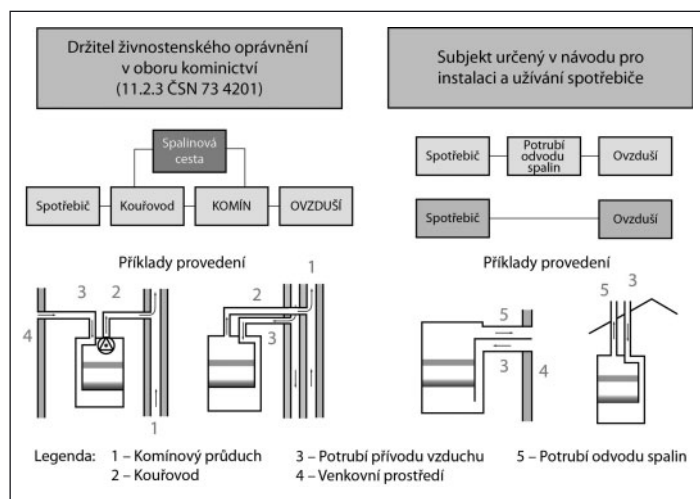 Držitel živnostenského oprávnění
v oboru kominictví
(11.2.3 ČSN 73 4201)
Subjekt určený v návodu pro
instalaci a užívání spotřebiče
Spalinová
cesta
Spotřebič
Kouřovod
KOMÍN
OVZDUŠÍ
Spotřebič
Potrubí
odvodu
spalin
Ovzduší
Spotřebič
Ovzduší
Příklady provedení
3 2
4
1
1
2
3
Příklady provedení
5
3
4
5
3
Legenda: 1 – Komínový průduch 3 – Potrubí přívodu vzduchu 5 – Potrubí odvodu spalin
2 – Kouřovod 4 – Venkovní prostředí